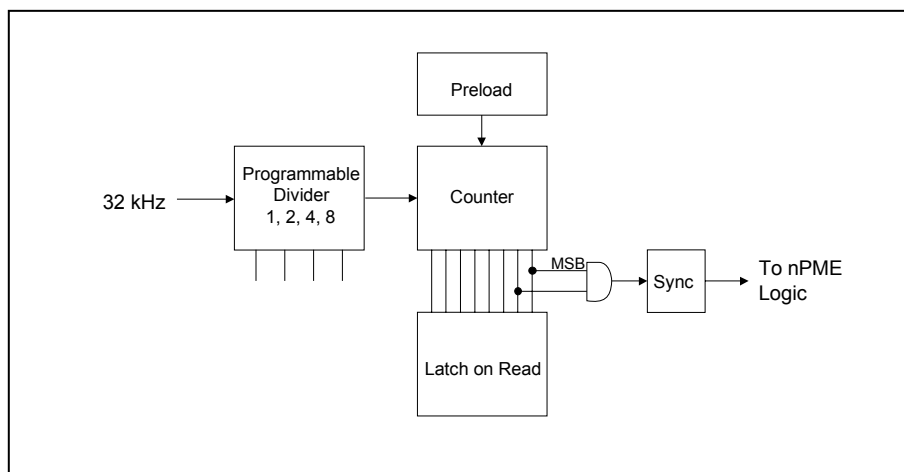 Preload
Programmable
Divider
1, 2, 4, 8
32 kHz
Counter
MSB
Sync
To nPME
Logic
Latch on Read